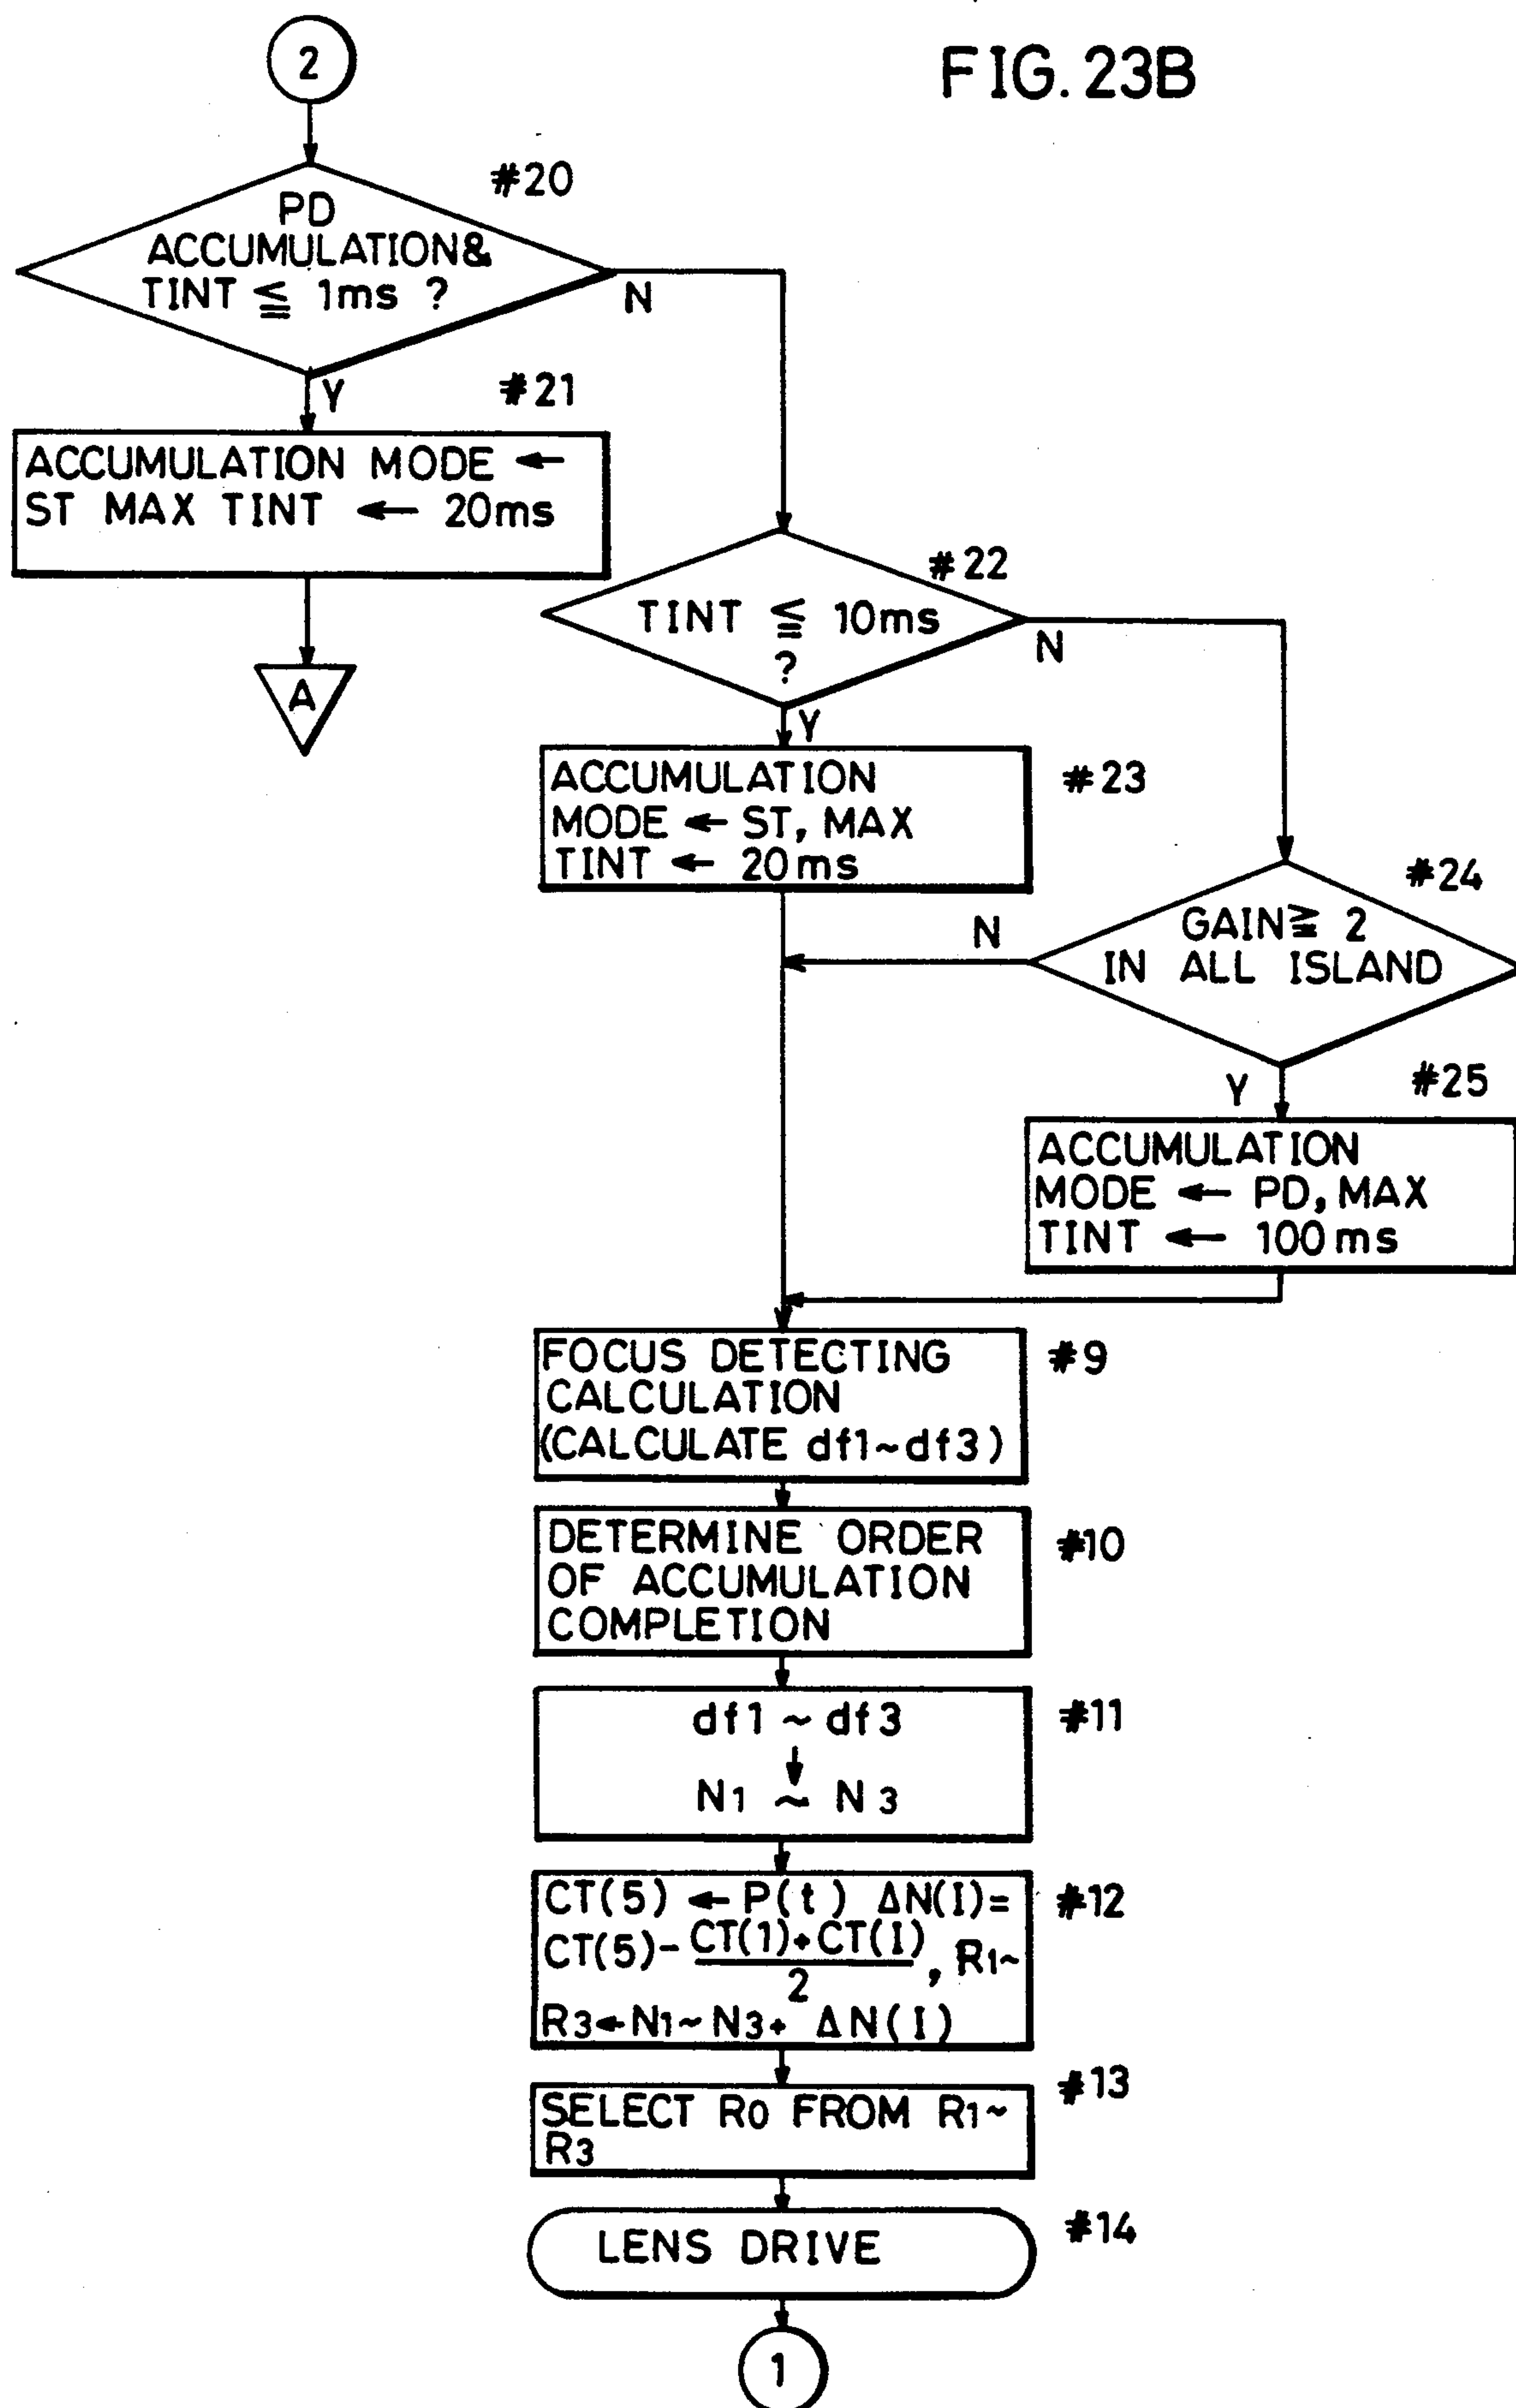 FIG. 23B
2
#20
PD
ACCUMULATION&
TINT ≦ 1ms ?
N
Y
#21
ACCUMULATION MODE ←
ST MAX TINT ← 20ms
A
#22
TINT ≦ 10ms
?
N
Y
#23
ACCUMULATION
MODE ← ST, MAX
TINT ← 20ms
#24
GAIN ≧ 2
IN ALL ISLAND
N
Y
#25
ACCUMULATION
MODE ← PD, MAX
TINT ← 100ms
FOCUS DETECTING
CALCULATION
(CALCULATE df1~df3)
#9
DETERMINE ORDER
OF ACCUMULATION
COMPLETION
#10
df1 ~ df3
↓
N1 ~ N3
#11
CT(5) ← P(t) ΔN(I)=
CT(5)- CT(1)+CT(I)
2
, R1~
R3←N1~N3+ ΔN(I)
#12
SELECT R0 FROM R1~
R3
#13
LENS DRIVE
#14
1